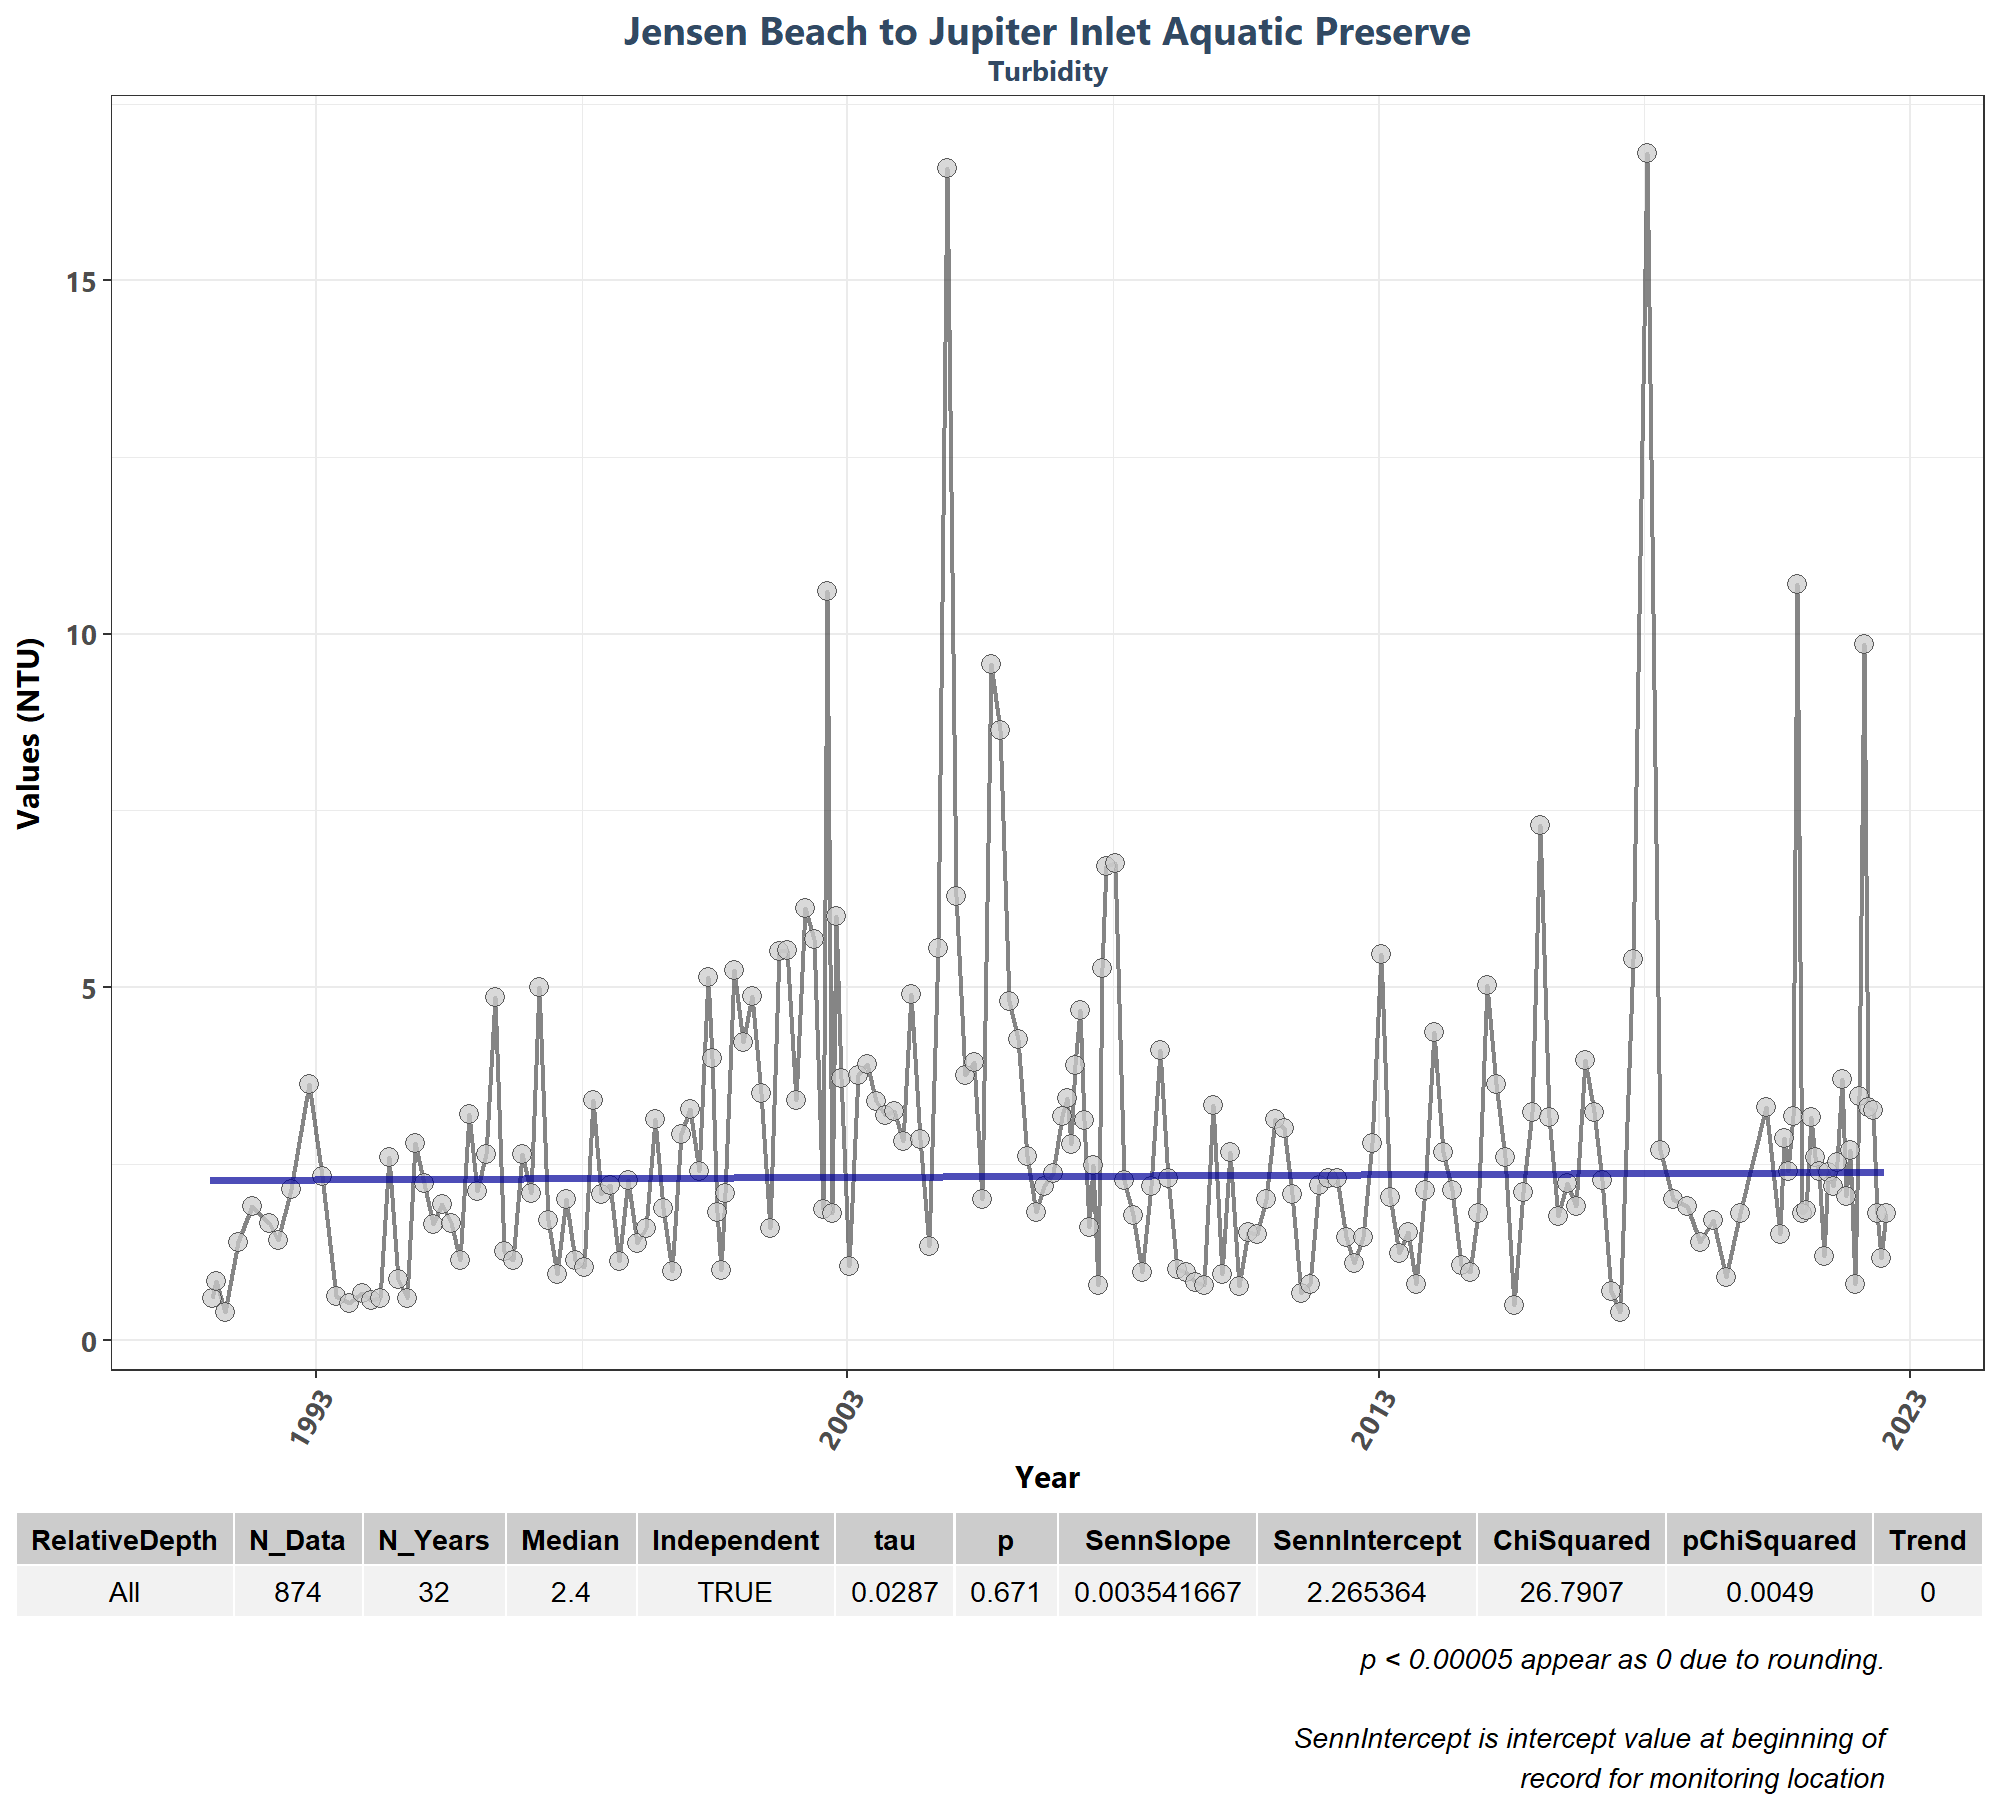 Jensen Beach to Jupiter Inlet Aquatic Preserve
Turbidity
Values (NTU)
15
10
5
0
1993 2003 2013 2023
Year
RelativeDepth N_Data N_Years Median Independent tau p SennSlope SennIntercept ChiSquared pChiSquared Trend
All 874 32 2.4 TRUE 0.0287 0.671 0.003541667 2.265364 26.7907 0.0049 0
p < 0.00005 appear as 0 due to rounding.
SennIntercept is intercept value at beginning of
record for monitoring location